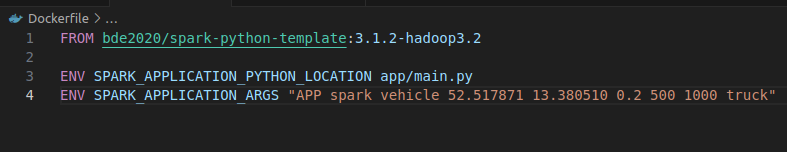 Dockerfile > ...
1 FROM bde2020/spark-python-template:3.1.2-hadoop3.2
2
3 ENV SPARK_APPLICATION_PYTHON_LOCATION app/main.py
4 ENV SPARK_APPLICATION_ARGS "APP spark vehicle 52.517871 13.380510 0.2 500 1000 truck"